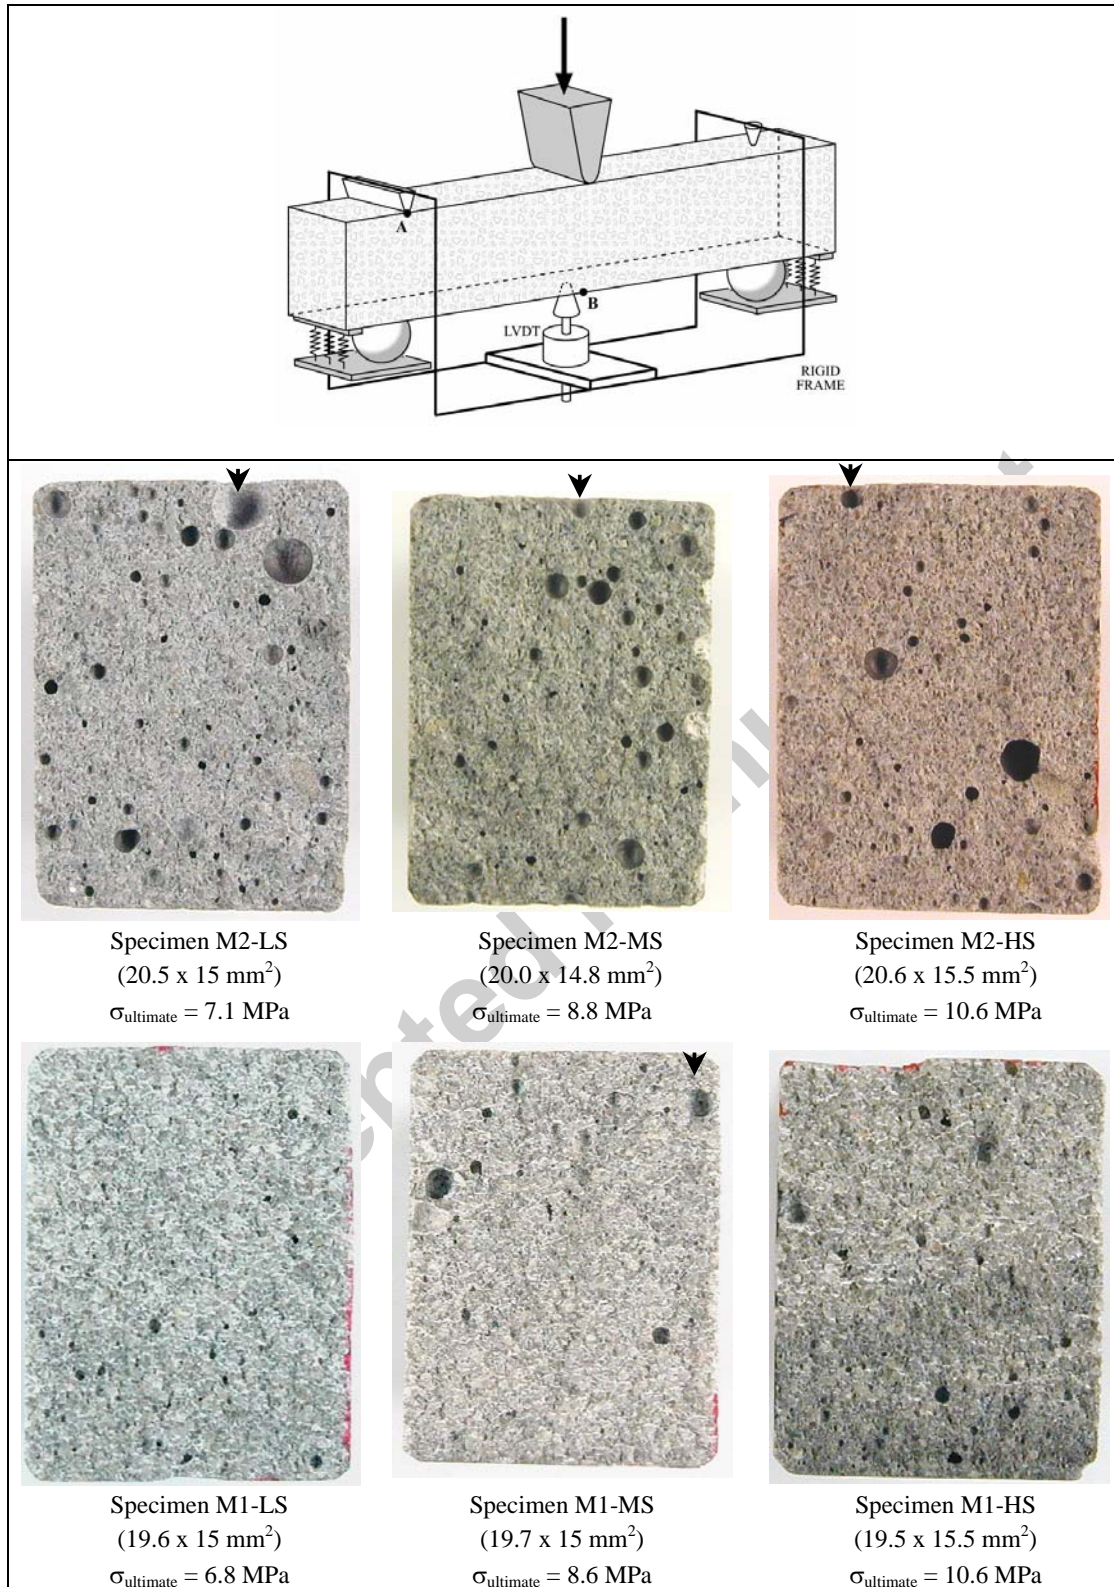 A
B
LVDT
RIGID
FRAME
Specimen M2-LS
(20.5 x 15 mm²)
σultimate = 7.1 MPa
Specimen M2-MS
(20.0 x 14.8 mm²)
σultimate = 8.8 MPa
Specimen M2-HS
(20.6 x 15.5 mm²)
σultimate = 10.6 MPa
Specimen M1-LS
(19.6 x 15 mm²)
σultimate = 6.8 MPa
Specimen M1-MS
(19.7 x 15 mm²)
σultimate = 8.6 MPa
Specimen M1-HS
(19.5 x 15.5 mm²)
σultimate = 10.6 MPa